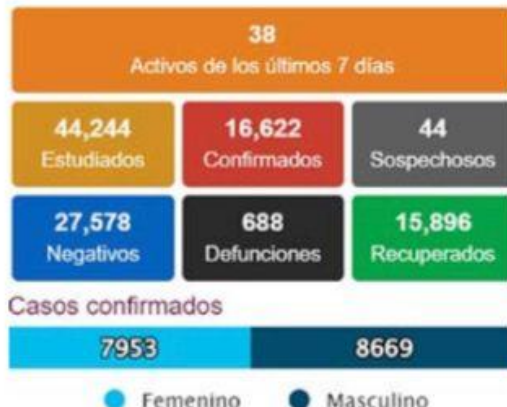 38
Activos de los últimos 7 días
44,244
Estudiados
16,622
Confirmados
44
Sospechosos
27,578
Negativos
688
Defunciones
15,896
Recuperados
Casos confirmados
7953 8669
Femenino Masculino